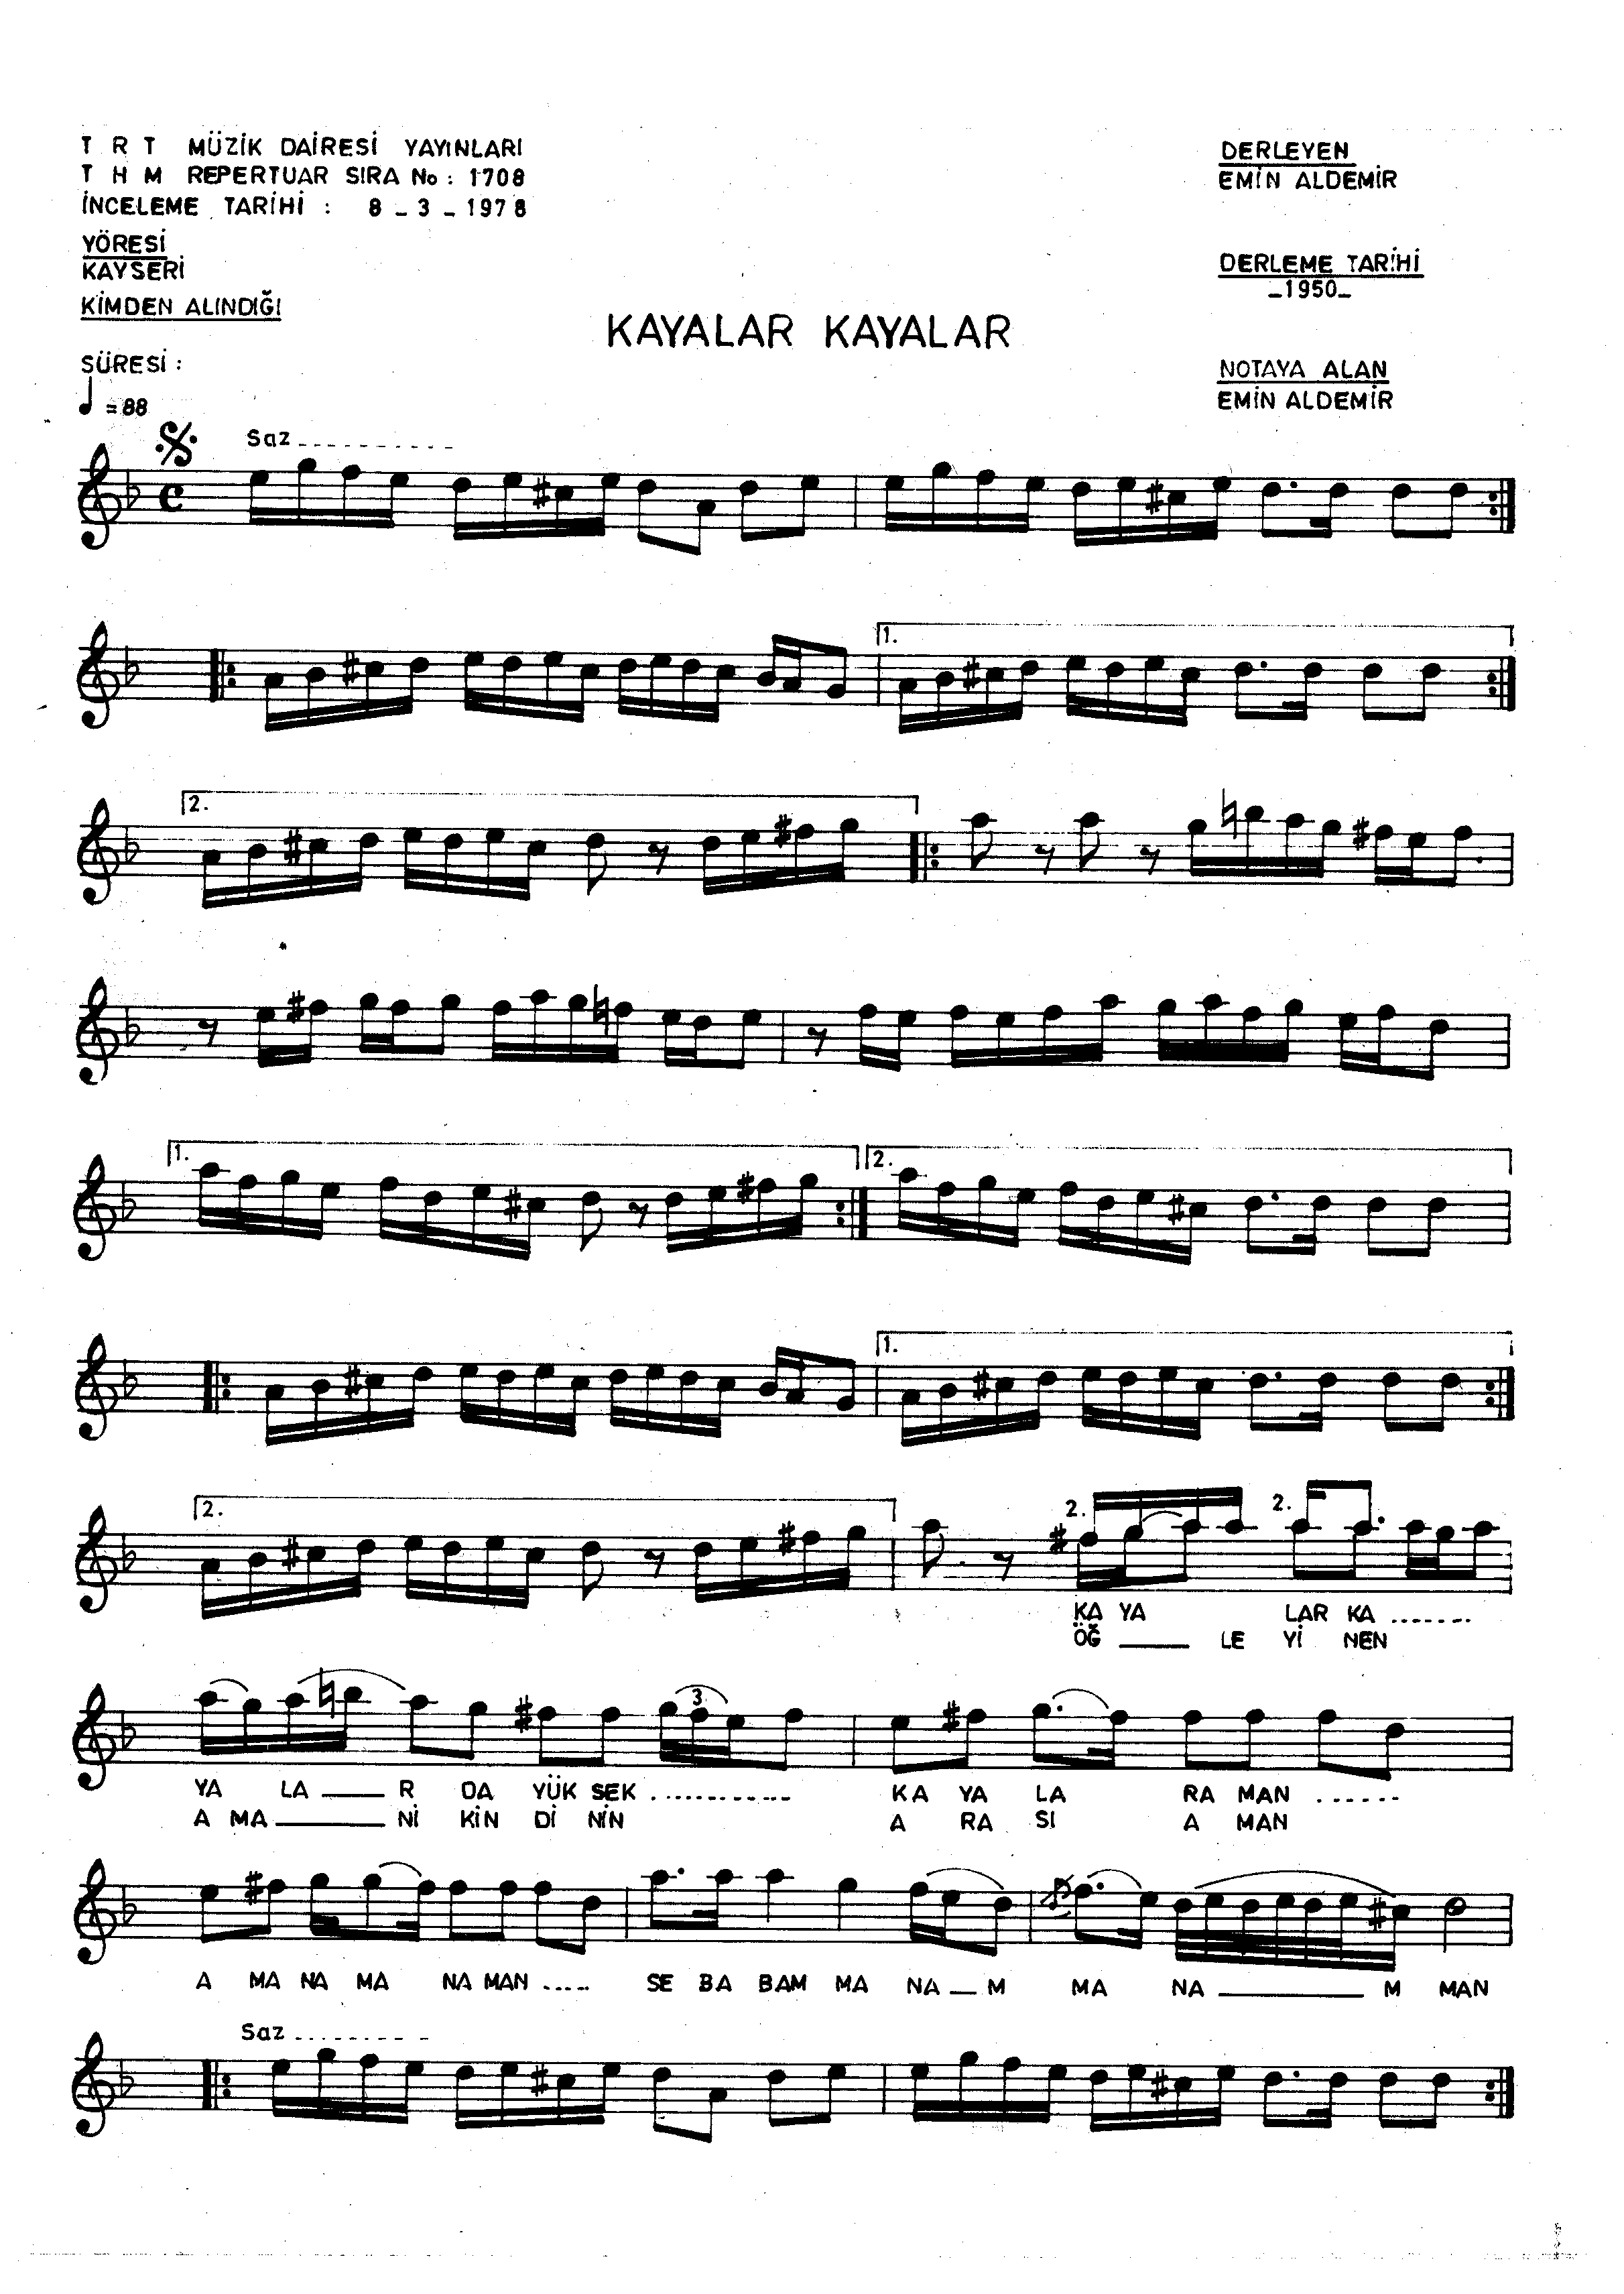 T R T MÜZİK DAİRESİ YAYINLARI
T H M REPERTUAR SIRA No : 1708
İNCELEME TARİHİ : 8 _ 3 _ 1978
YÖRESİ
KAYSERİ
KİMDEN ALINDIĞI
SÜRESİ :
= 88
DERLEYEN
EMİN ALDEMİR
DERLEME TARİHİ
_1950_
NOTAYA ALAN
EMİN ALDEMİR
KAYALAR KAYALAR
Saz
1.
2.
1. 2.
1.
2. 2. 2.
KA YA LAR KA ........
ÖĞ ___ LE Yİ NEN
3
YA LA ___ R DA YÜK SEK ............ KA YA LA RA MAN ......
A MA ___ Nİ KİN Dİ NİN A RA SI A MAN
A MA NA MA NA MAN .... SE BA BAM MA NA _ M MA NA ___ M MAN
Saz